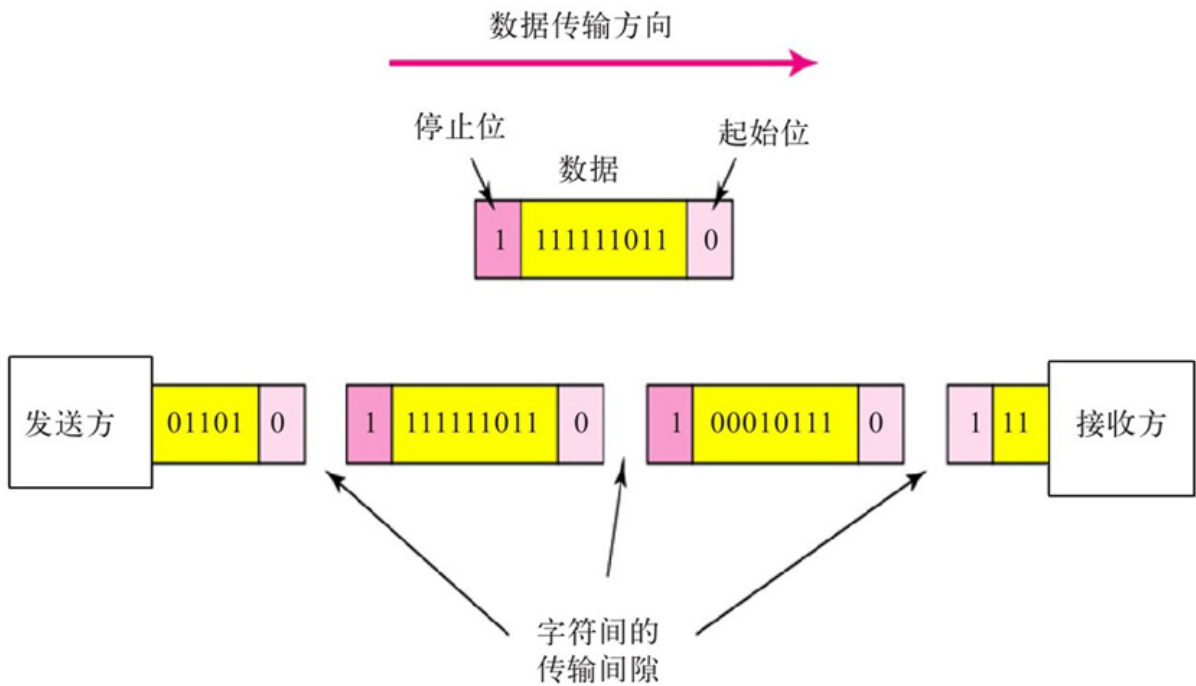 数据传输方向
停止位
起始位
数据
1 111111011 0
发送方
01101 0
1 111111011 0
1 00010111 0
1 11
接收方
字符间的
传输间隙